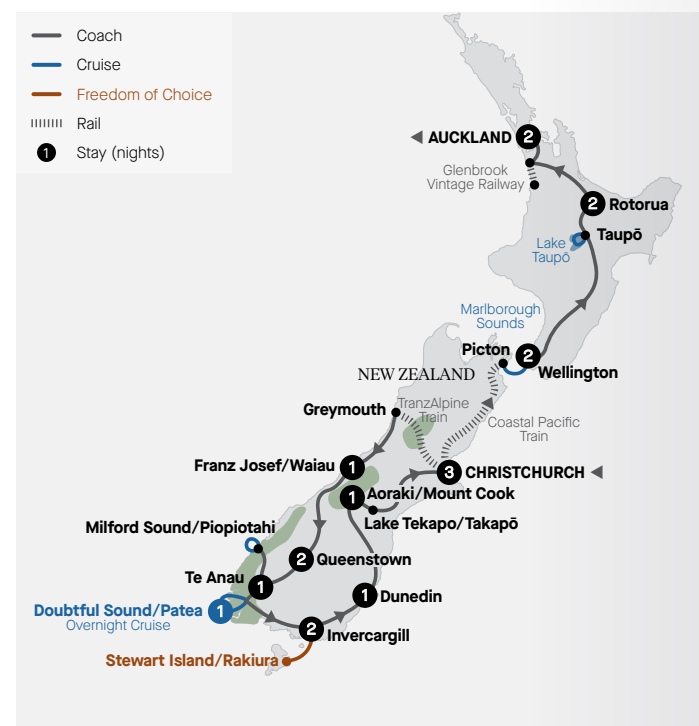 Coach
Cruise
Freedom of Choice
Rail
1 Stay (nights)
AUCKLAND 2
Glenbrook
Vintage Railway
2 Rotorua
Taupō
Lake
Taupō
Marlborough
Sounds
Picton
2
Wellington
NEW ZEALAND
Greymouth
TranzAlpine
Train
Coastal Pacific
Train
Franz Josef/Waiau 1
3 CHRISTCHURCH
1 Aoraki/Mount Cook
Lake Tekapo/Takapō
Milford Sound/Piopiotahi
2 Queenstown
Te Anau 1
1 Dunedin
Doubtful Sound/Patea 1
Overnight Cruise
2 Invercargill
Stewart Island/Rakiura